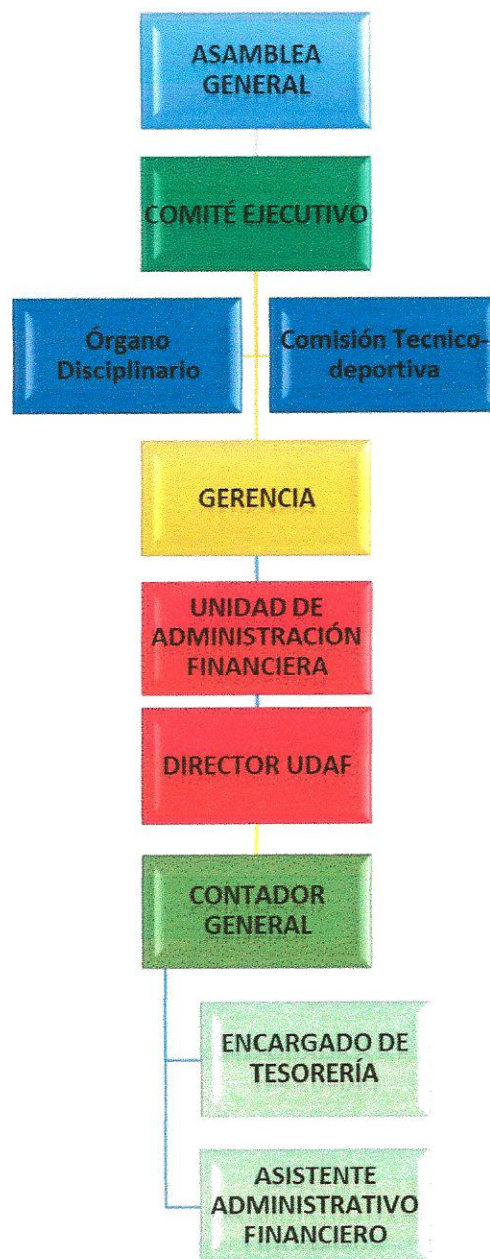 ASAMBLEA
GENERAL
COMITÉ EJECUTIVO
Órgano
Disciplinario
Comisión Tecnico-
deportiva
GERENCIA
UNIDAD DE
ADMINISTRACIÓN
FINANCIERA
DIRECTOR UDAF
CONTADOR
GENERAL
ENCARGADO DE
TESORERÍA
ASISTENTE
ADMINISTRATIVO
FINANCIERO